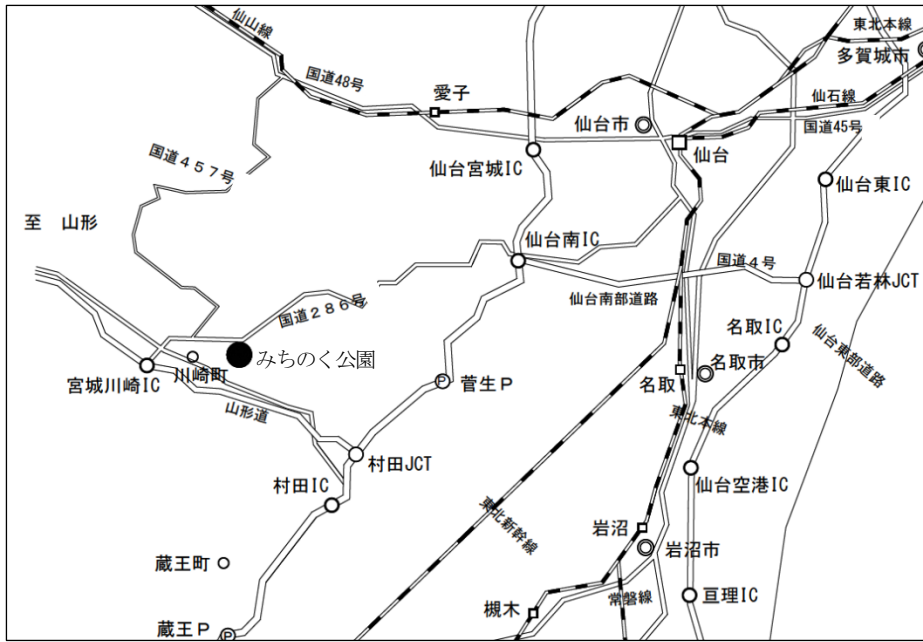 仙山線
東北本線
多賀城市
国道48号
愛子
仙石線
仙台市
国道45号
国道４５７号
仙台宮城IC
仙台
仙台東IC
至　山形
仙台南IC
国道４号
仙台若林JCT
国道２８６号
仙台南部道路
名取IC
仙台東部道路
みちのく公園
川崎町
宮城川崎IC
P
菅生P
名取
名取市
山形道
東北本線
村田JCT
仙台空港IC
村田IC
東北新幹線
岩沼
岩沼市
蔵王町
常磐線
亘理IC
槻木
蔵王P
P